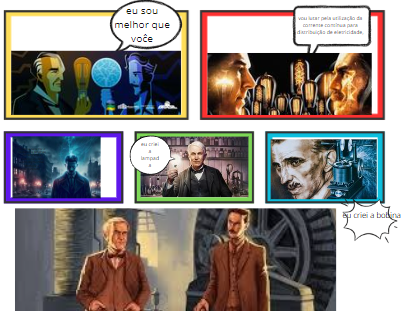 eu sou
melhor que
você
vou lutar pela utilização de
corrente contínua para
distribuição de eletricidade.
eu criei
a
lampad
a
eu criei a bobina